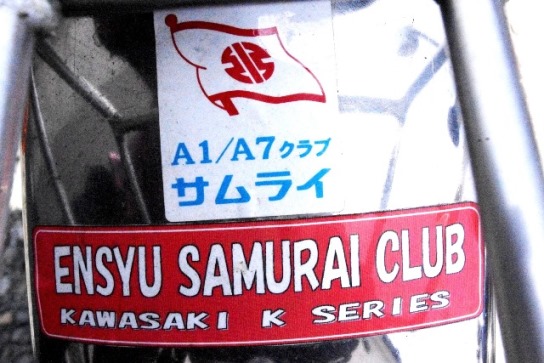 A1/A7クラブ
サムライ
ENSYU SAMURAI CLUB
KAWASAKI K SERIES